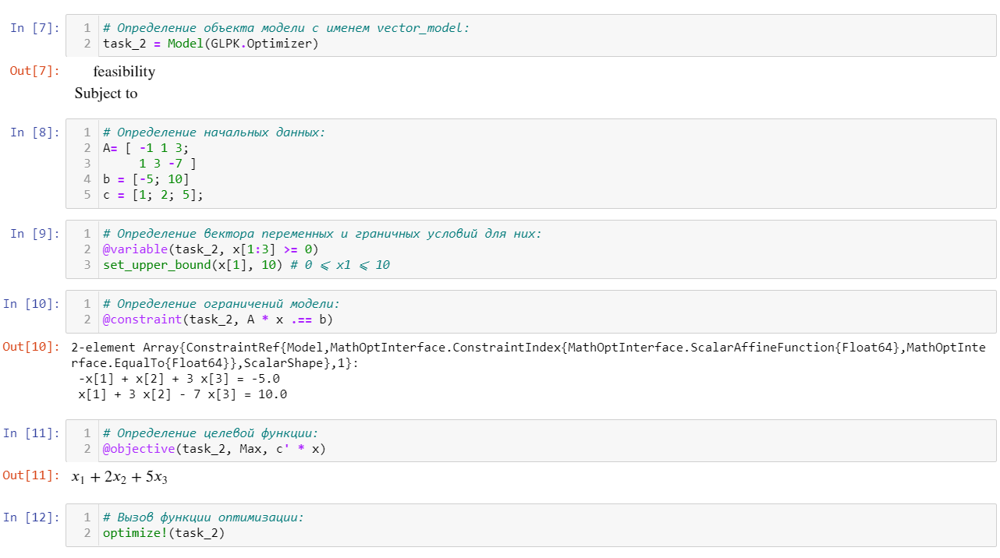 In [7]:
1 # Определение объекта модели с именем vector_model:
2 task_2 = Model(GLPK.Optimizer)
Out[7]: feasibility
Subject to
In [8]:
1 # Определение начальных данных:
2 A= [ -1 1 3;
3      1 3 -7 ]
4 b = [-5; 10]
5 c = [1; 2; 5];
In [9]:
1 # Определение вектора переменных и граничных условий для них:
2 @variable(task_2, x[1:3] >= 0)
3 set_upper_bound(x[1], 10) # 0 ⩽ x1 ⩽ 10
In [10]:
1 # Определение ограничений модели:
2 @constraint(task_2, A * x .== b)
Out[10]: 2-element Array{ConstraintRef{Model,MathOptInterface.ConstraintIndex{MathOptInterface.ScalarAffineFunction{Float64},MathOptInte
rface.EqualTo{Float64}},ScalarShape},1}:
-x[1] + x[2] + 3 x[3] = -5.0
x[1] + 3 x[2] - 7 x[3] = 10.0
In [11]:
1 # Определение целевой функции:
2 @objective(task_2, Max, c' * x)
Out[11]: x₁ + 2x₂ + 5x₃
In [12]:
1 # Вызов функции оптимизации:
2 optimize!(task_2)